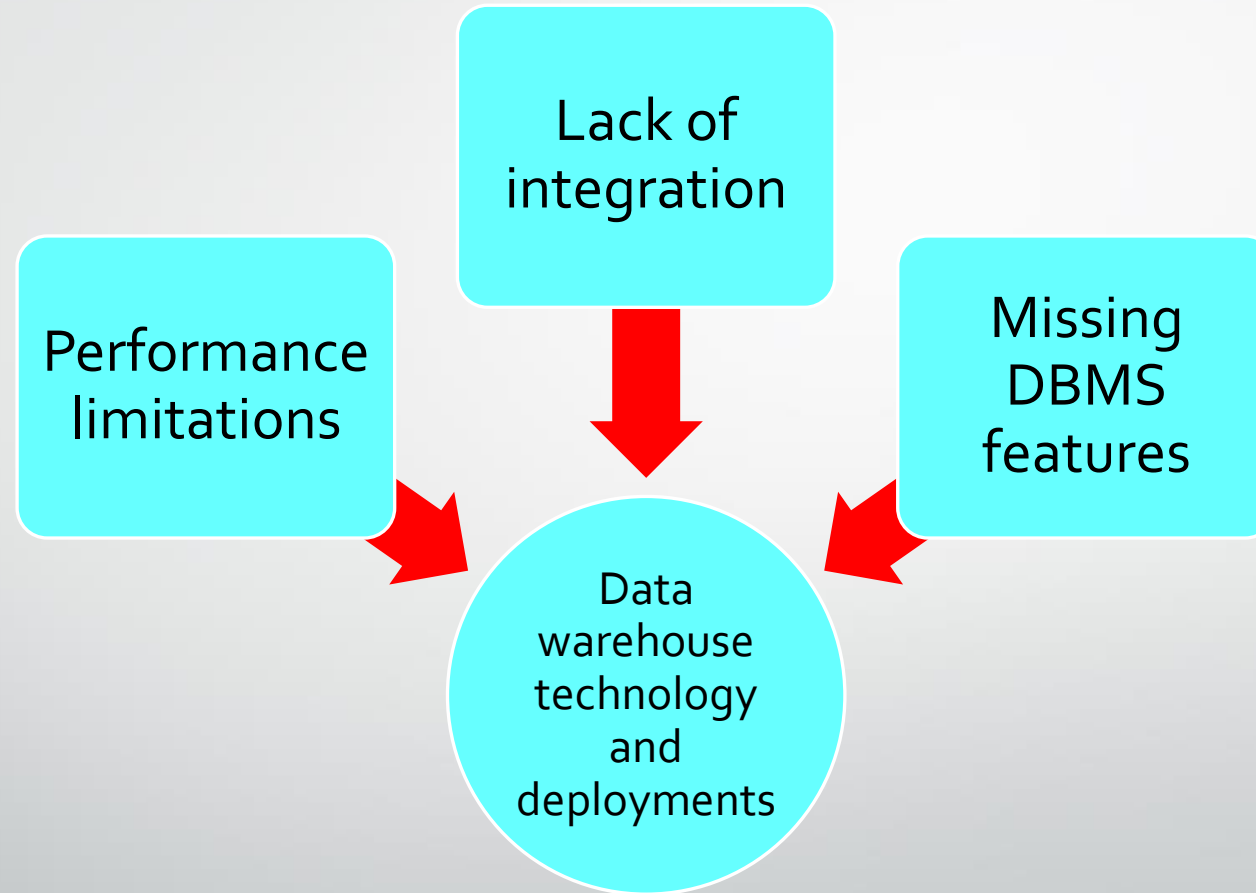 Lack of
integration
Performance
limitations
Missing
DBMS
features
Data
warehouse
technology
and
deployments